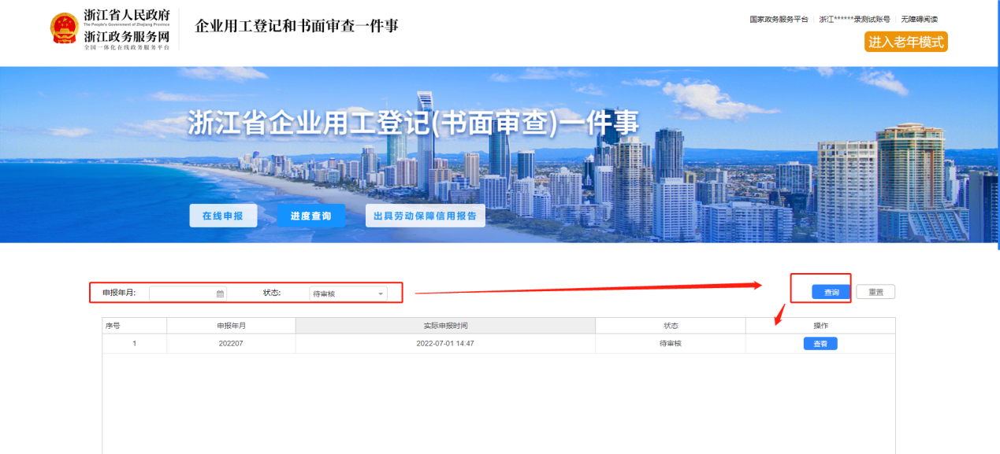 浙江省人民政府
The People's Government of Zhejiang Province
浙江政务服务网
全国一体化在线政务服务平台
企业用工登记和书面审查一件事
国家政务服务平台 浙江******录测试账号 无障碍阅读
进入老年模式
浙江省企业用工登记(书面审查)一件事
在线申报 进度查询 出具劳动保障信用报告
申报年月: 状态: 待审核 查询 重置
序号 申报年月 实际申报时间 状态 操作
1 202207 2022-07-01 14:47 待审核 查看